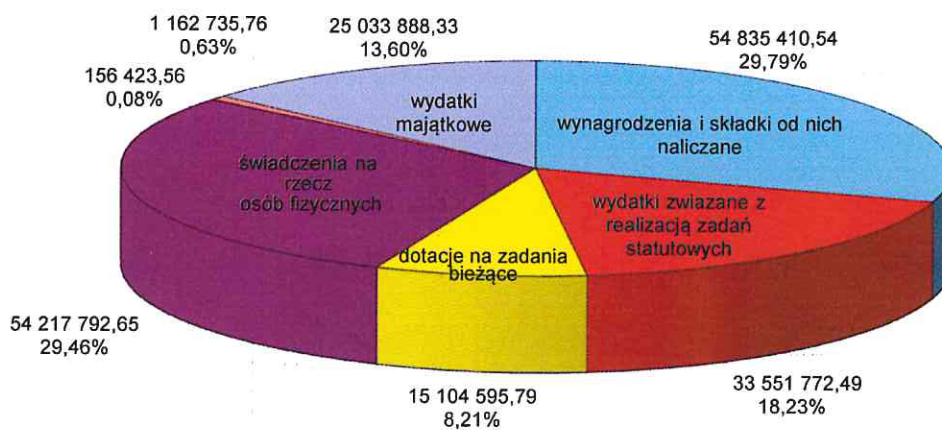 1 162 735,76
0,63%
25 033 888,33
13,60%
54 835 410,54
29,79%
156 423,56
0,08%
wydatki
majątkowe
wynagrodzenia i składki od nich
naliczane
świadczenia na
rzecz
osób fizycznych
wydatki zwiazane z
realizacją zadań
statutowych
dotacje na zadania
bieżące
54 217 792,65
29,46%
15 104 595,79
8,21%
33 551 772,49
18,23%